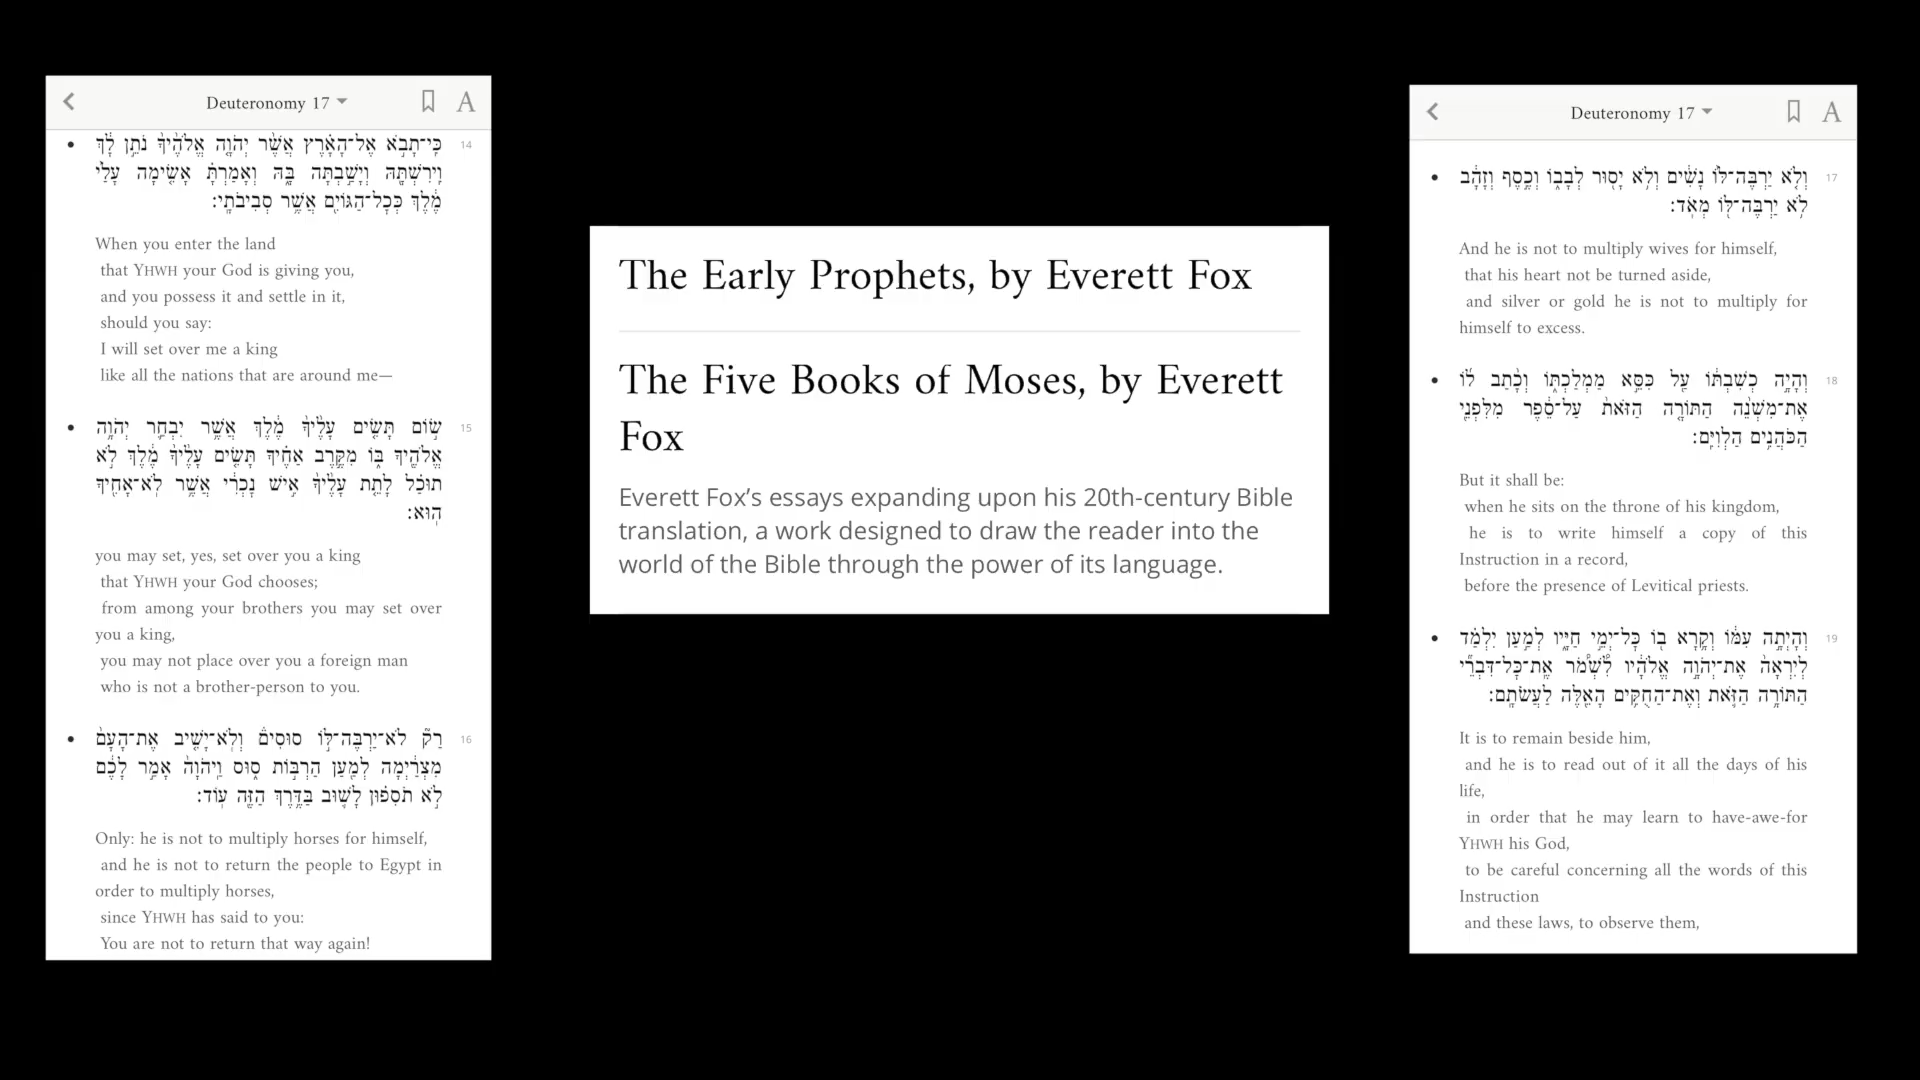 Deuteronomy 17
14
כִּֽי־תָבֹ֣א אֶל־הָאָ֗רֶץ אֲשֶׁ֨ר יְהֹוָ֤ה אֱלֹהֶ֙יךָ֙ נֹתֵ֣ן לָ֔ךְ
וִֽירִשְׁתָּ֖הּ וְיָשַׁ֣בְתָּה בָּ֑הּ וְאָמַרְתָּ֗ אָשִׂ֤ימָה עָלַי֙
מֶ֔לֶךְ כְּכׇל־הַגּוֹיִ֖ם אֲשֶׁ֥ר סְבִיבֹתָֽי׃
When you enter the land
that YHWH your God is giving you,
and you possess it and settle in it,
should you say:
I will set over me a king
like all the nations that are around me—
15
שׂ֣וֹם תָּשִׂ֤ים עָלֶ֙יךָ֙ מֶ֔לֶךְ אֲשֶׁ֥ר יִבְחַ֛ר יְהֹוָ֥ה
אֱלֹהֶ֖יךָ בּ֑וֹ מִקֶּ֣רֶב אַחֶ֗יךָ תָּשִׂ֤ים עָלֶ֙יךָ֙ מֶ֔לֶךְ לֹ֣א
תוּכַ֗ל לָתֵ֤ת עָלֶ֙יךָ֙ אִ֣ישׁ נׇכְרִ֔י אֲשֶׁ֥ר לֹֽא־אָחִ֖יךָ
הֽוּא׃
you may set, yes, set over you a king
that YHWH your God chooses;
from among your brothers you may set over
you a king,
you may not place over you a foreign man
who is not a brother-person to you.
16
רַק֮ לֹא־יַרְבֶּה־לּ֣וֹ סוּסִים֒ וְלֹֽא־יָשִׁ֤יב אֶת־הָעָם֙
מִצְרַ֔יְמָה לְמַ֖עַן הַרְבּ֣וֹת ס֑וּס וַֽיהֹוָה֙ אָמַ֣ר לָכֶ֔ם
לֹ֣א תֹסִפ֗וּן לָשׁ֛וּב בַּדֶּ֥רֶךְ הַזֶּ֖ה עֽוֹד׃
Only: he is not to multiply horses for himself,
and he is not to return the people to Egypt in
order to multiply horses,
since YHWH has said to you:
You are not to return that way again!
The Early Prophets, by Everett Fox
The Five Books of Moses, by Everett
Fox
Everett Fox’s essays expanding upon his 20th-century Bible
translation, a work designed to draw the reader into the
world of the Bible through the power of its language.
Deuteronomy 17
17
וְלֹ֤א יַרְבֶּה־לּוֹ֙ נָשִׁ֔ים וְלֹ֥א יָס֖וּר לְבָב֑וֹ וְכֶ֣סֶף וְזָהָ֔ב
לֹ֥א יַרְבֶּה־לּ֖וֹ מְאֹֽד׃
And he is not to multiply wives for himself,
that his heart not be turned aside,
and silver or gold he is not to multiply for
himself to excess.
18
וְהָיָ֣ה כְשִׁבְתּ֔וֹ עַ֖ל כִּסֵּ֣א מַמְלַכְתּ֑וֹ וְכָ֨תַב ל֜וֹ
אֶת־מִשְׁנֵ֨ה הַתּוֹרָ֤ה הַזֹּאת֙ עַל־סֵ֔פֶר מִלִּפְנֵ֖י
הַכֹּהֲנִ֥ים הַלְוִיִּֽם׃
But it shall be:
when he sits on the throne of his kingdom,
he is to write himself a copy of this
Instruction in a record,
before the presence of Levitical priests.
19
וְהָיְתָ֣ה עִמּ֔וֹ וְקָ֥רָא ב֖וֹ כׇּל־יְמֵ֣י חַיָּ֑יו לְמַ֣עַן יִלְמַ֗ד
לְיִרְאָה֙ אֶת־יְהֹוָ֣ה אֱלֹהָ֔יו לִ֠שְׁמֹ֠ר אֶֽת־כׇּל־דִּבְרֵ֞י
הַתּוֹרָ֥ה הַזֹּ֛את וְאֶת־הַחֻקִּ֥ים הָאֵ֖לֶּה לַעֲשֹׂתָֽם׃
It is to remain beside him,
and he is to read out of it all the days of his
life,
in order that he may learn to have-awe-for
YHWH his God,
to be careful concerning all the words of this
Instruction
and these laws, to observe them,